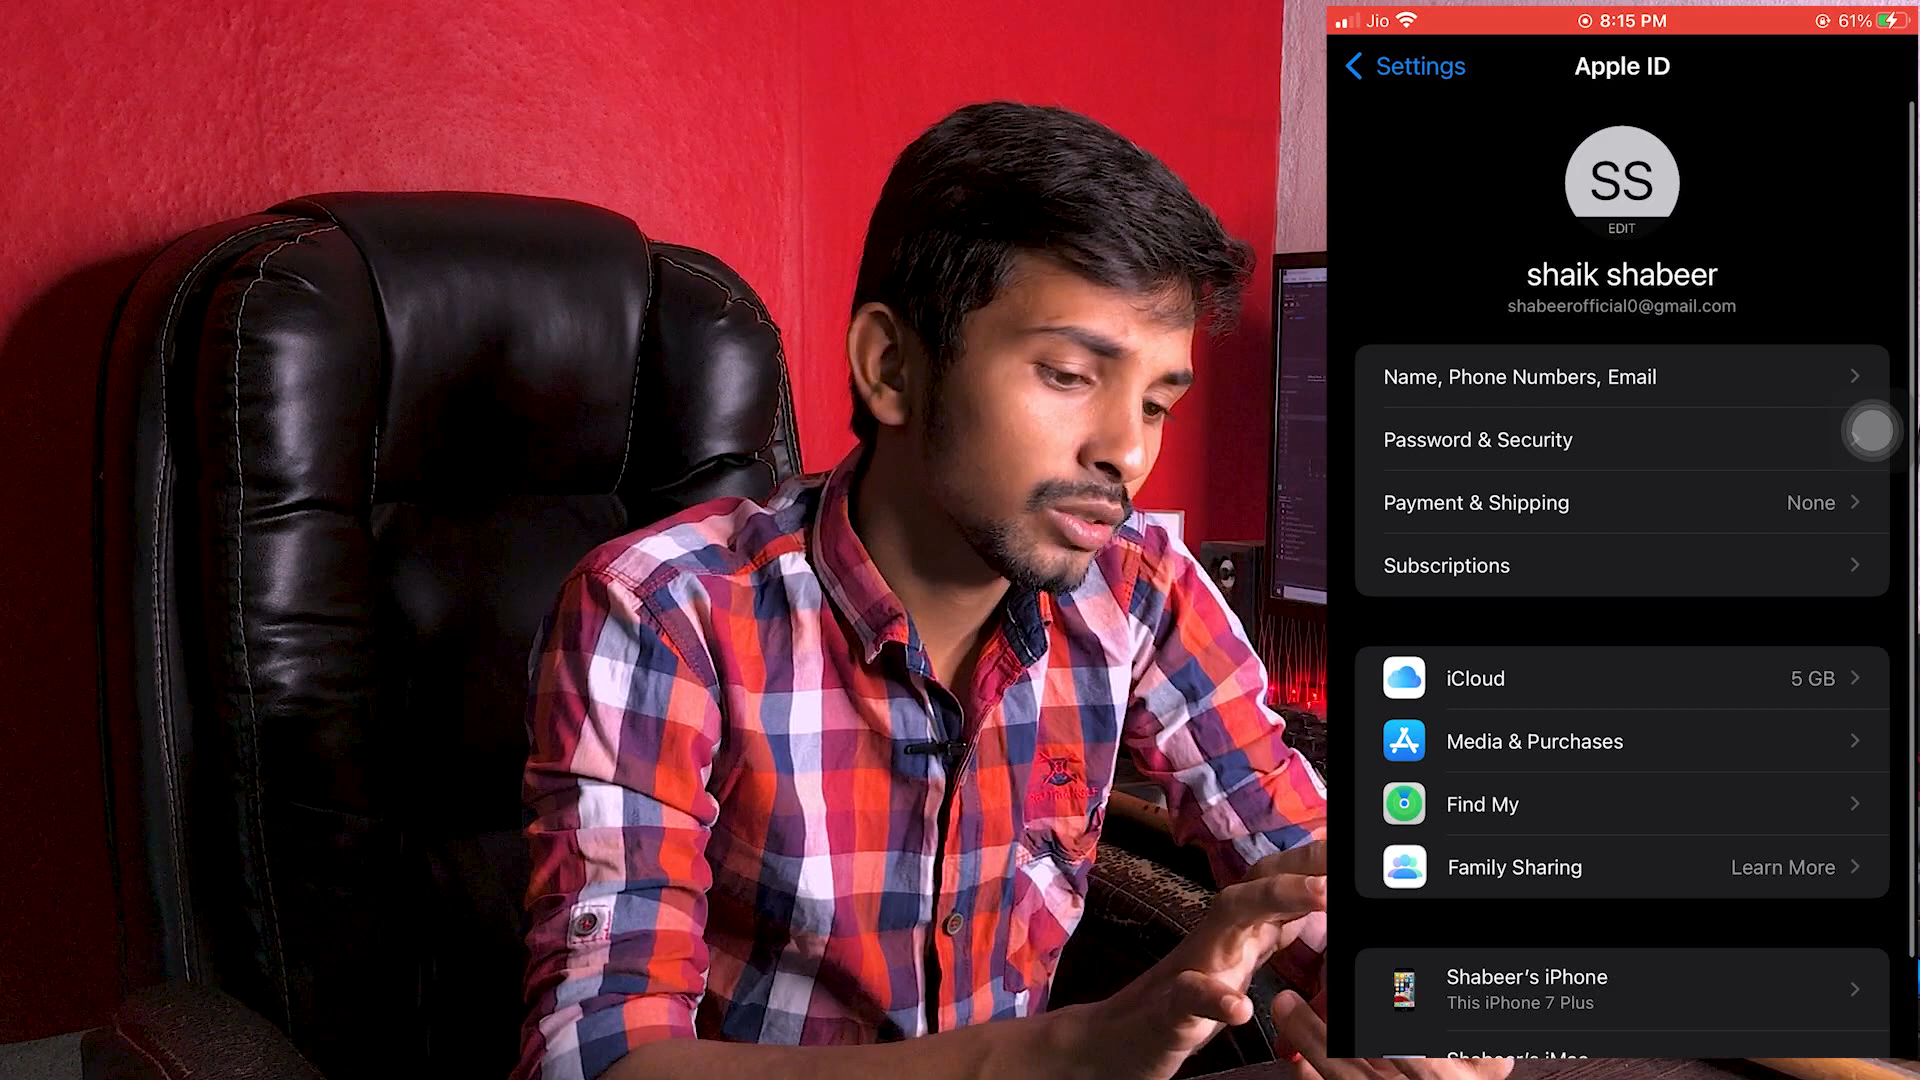 Jio 8:15 PM 61%
Settings Apple ID
SS
EDIT
shaik shabeer
shabeerofficial0@gmail.com
Name, Phone Numbers, Email
Password & Security
Payment & Shipping None
Subscriptions
iCloud 5 GB
Media & Purchases
Find My
Family Sharing Learn More
Shabeer's iPhone
This iPhone 7 Plus
Shabeer's iMac